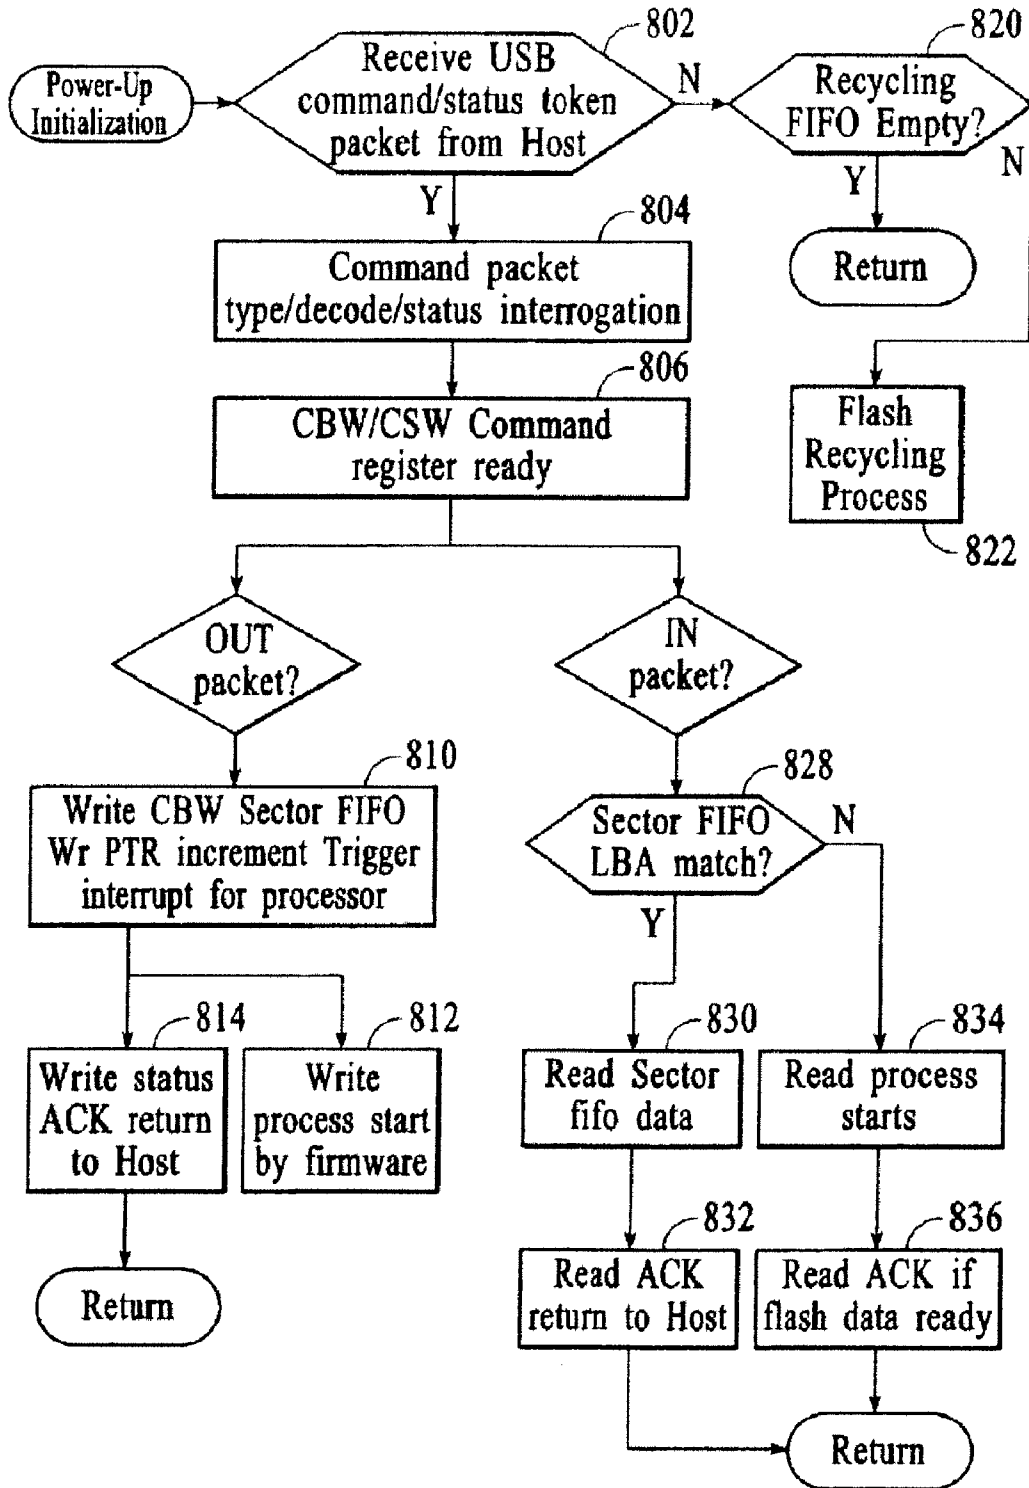 802
820
Power-Up
Initialization
Receive USB
command/status token
packet from Host
N
Recycling
FIFO Empty?
N
Y
Y
804
Return
Command packet
type/decode/status interrogation
806
CBW/CSW Command
register ready
Flash
Recycling
Process
822
OUT
packet?
IN
packet?
810
828
Write CBW Sector FIFO
Wr PTR increment Trigger
interrupt for processor
Sector FIFO
LBA match?
N
Y
814
812
830
834
Write status
ACK return
to Host
Write
process start
by firmware
Read Sector
fifo data
Read process
starts
832
836
Read ACK
return to Host
Read ACK if
flash data ready
Return
Return